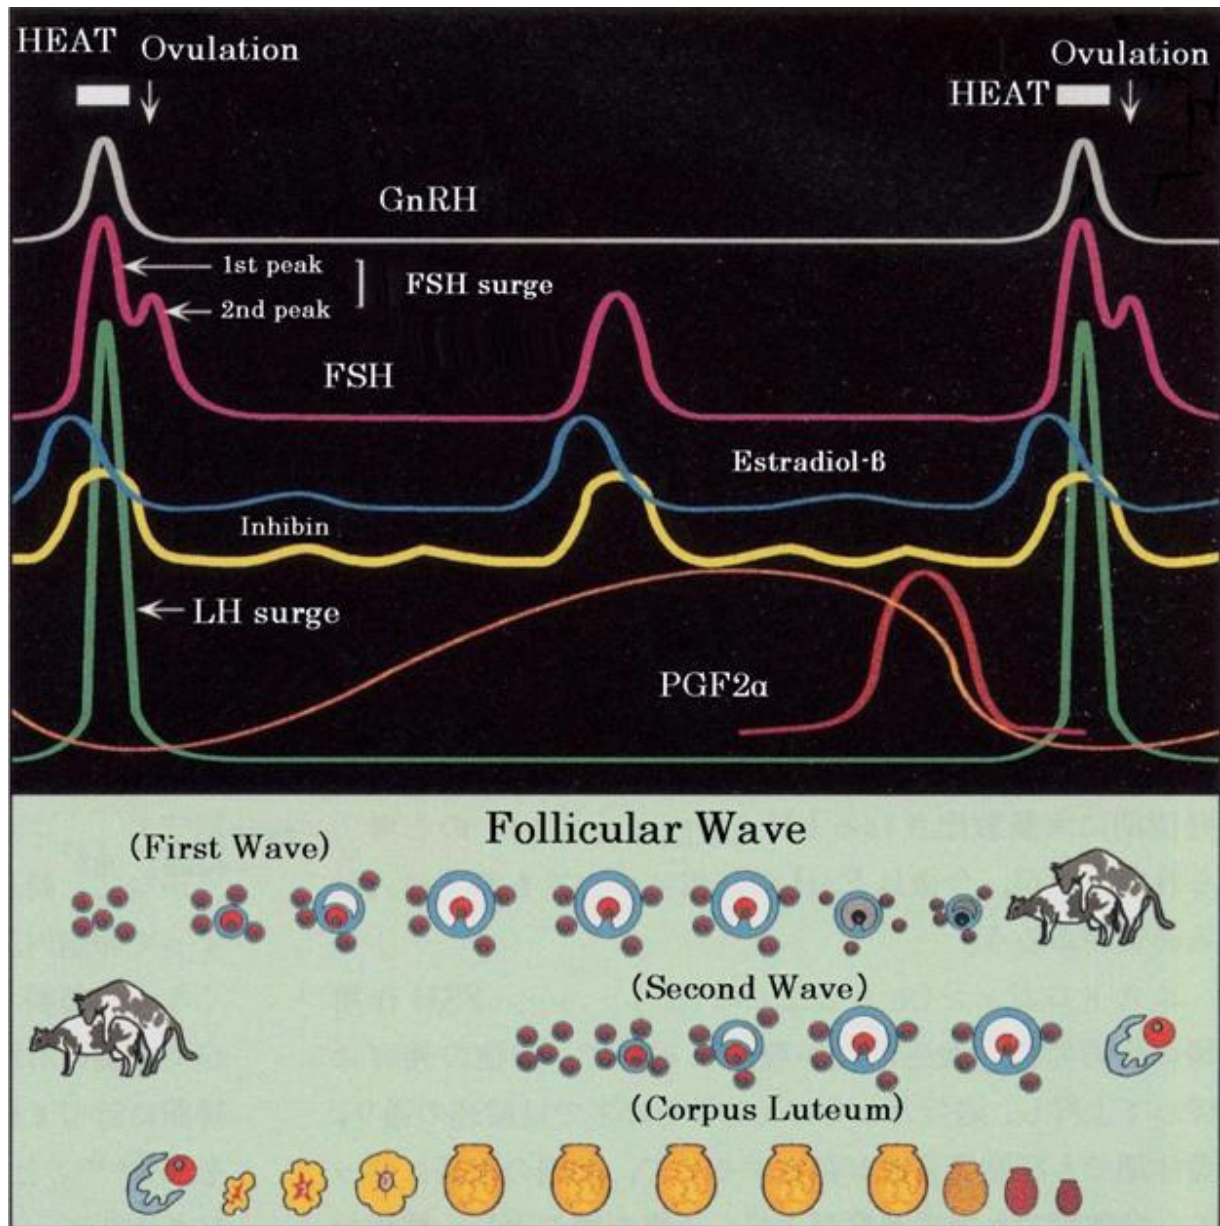 HEAT
Ovulation
Ovulation
HEAT
GnRH
1st peak
FSH surge
2nd peak
FSH
Estradiol-β
Inhibin
LH surge
PGF2α
Follicular Wave
(First Wave)
(Second Wave)
(Corpus Luteum)